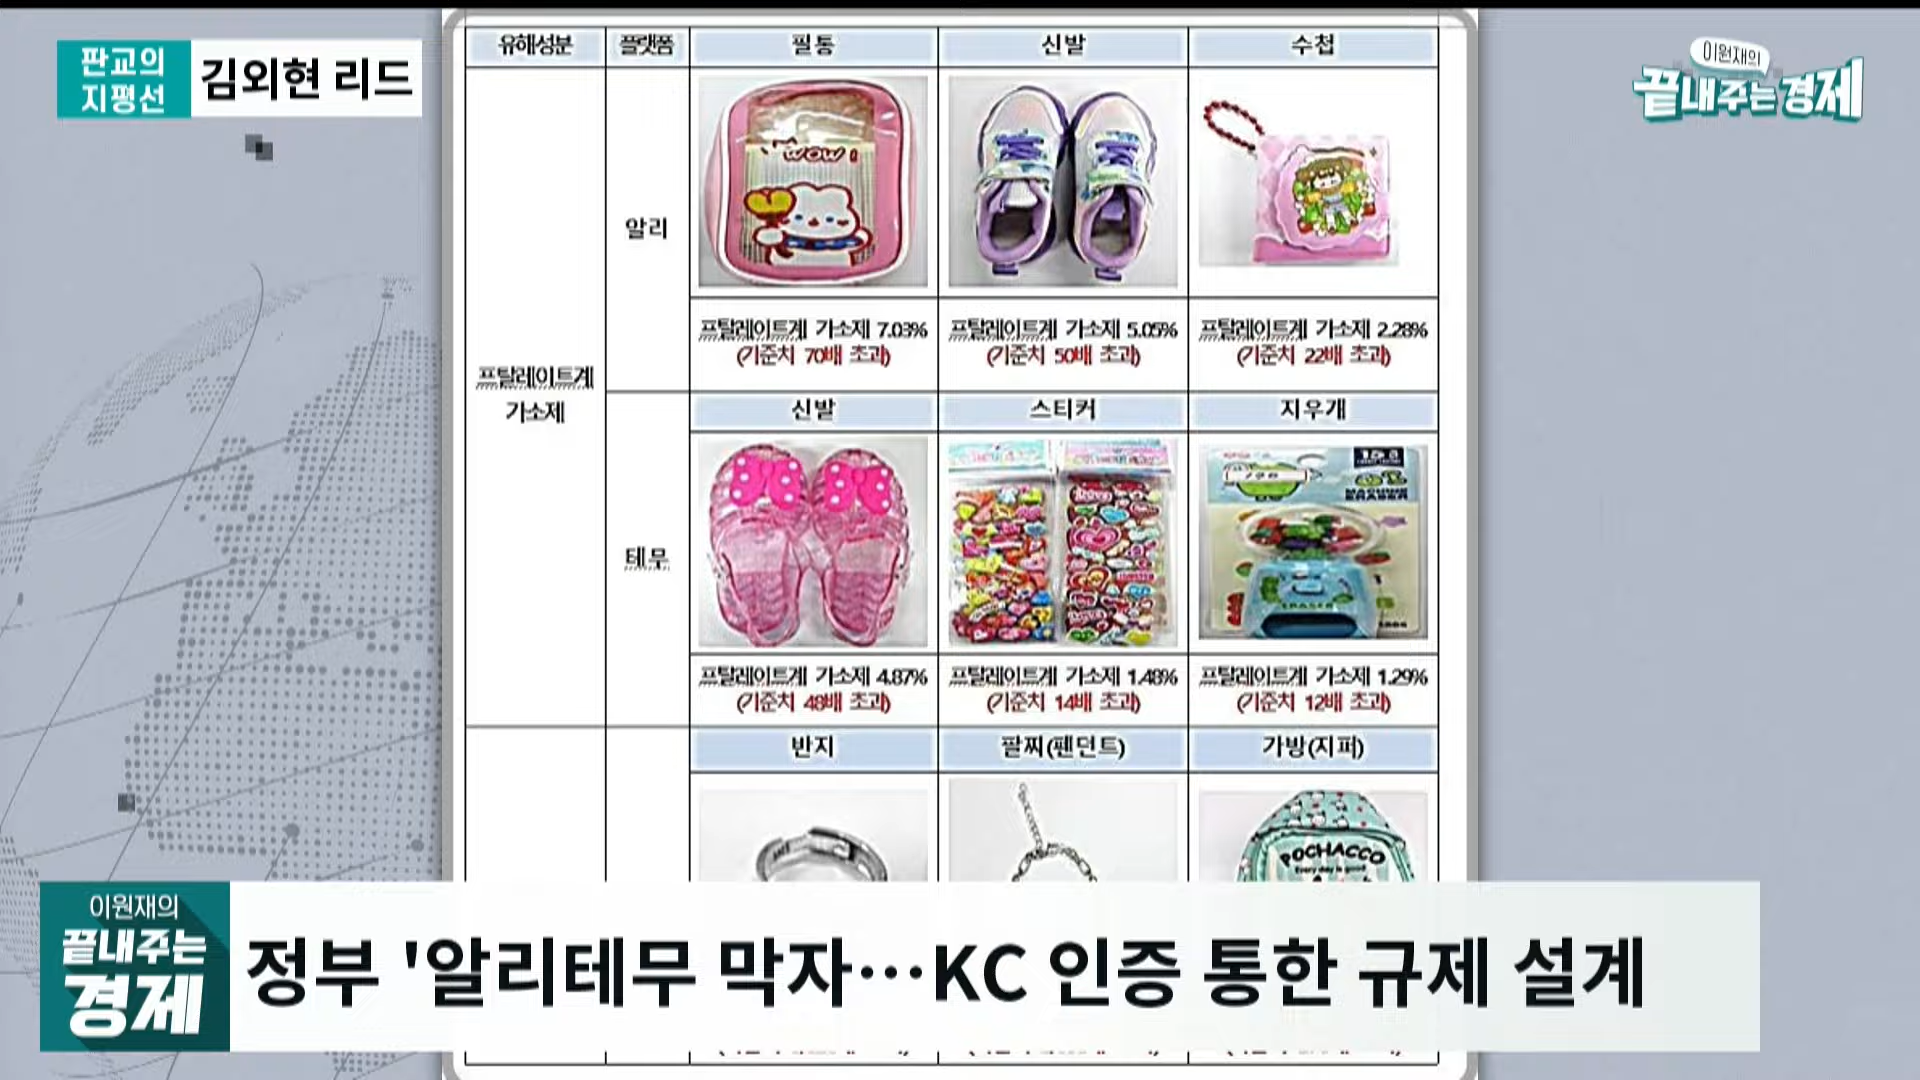 판교의
지평선
김외현 리드
이원재의
끝내주는 경제
유해성분 플랫폼 필통 신발 수첩
WOW
알리
프탈레이트계 가소제 7.03% 프탈레이트계 가소제 5.05% 프탈레이트계 가소제 2.28%
(기준치 70배 초과) (기준치 50배 초과) (기준치 22배 초과)
프탈레이트계
가소제
신발 스티커 지우개
ERASER
테무
프탈레이트계 가소제 4.87% 프탈레이트계 가소제 1.48% 프탈레이트계 가소제 1.29%
(기준치 48배 초과) (기준치 14배 초과) (기준치 12배 초과)
반지 팔찌(팬던트) 가방(지퍼)
POCHACCO
Every day is good
이원재의
끝내주는
경제
정부 '알리테무 막자…KC 인증 통한 규제 설계